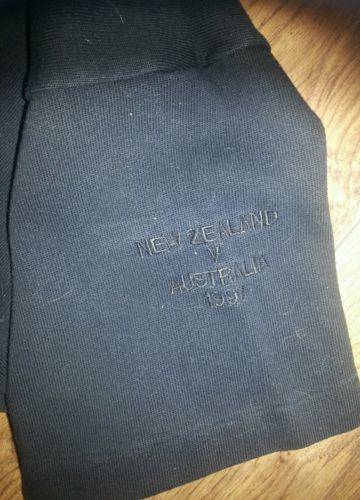 NEW ZEALAND
V
AUSTRALIA
1997